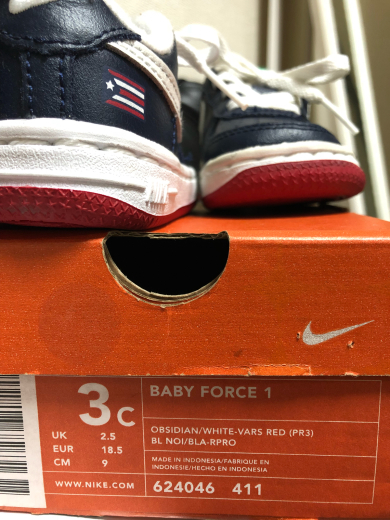 3C
BABY FORCE 1
UK 2.5
EUR 18.5
CM 9
OBSIDIAN/WHITE-VARS RED (PR3)
BL NOI/BLA-RPRO
MADE IN INDONESIA/FABRIQUE EN
INDONESIE/HECHO EN INDONESIA
WWW.NIKE.COM
624046 411